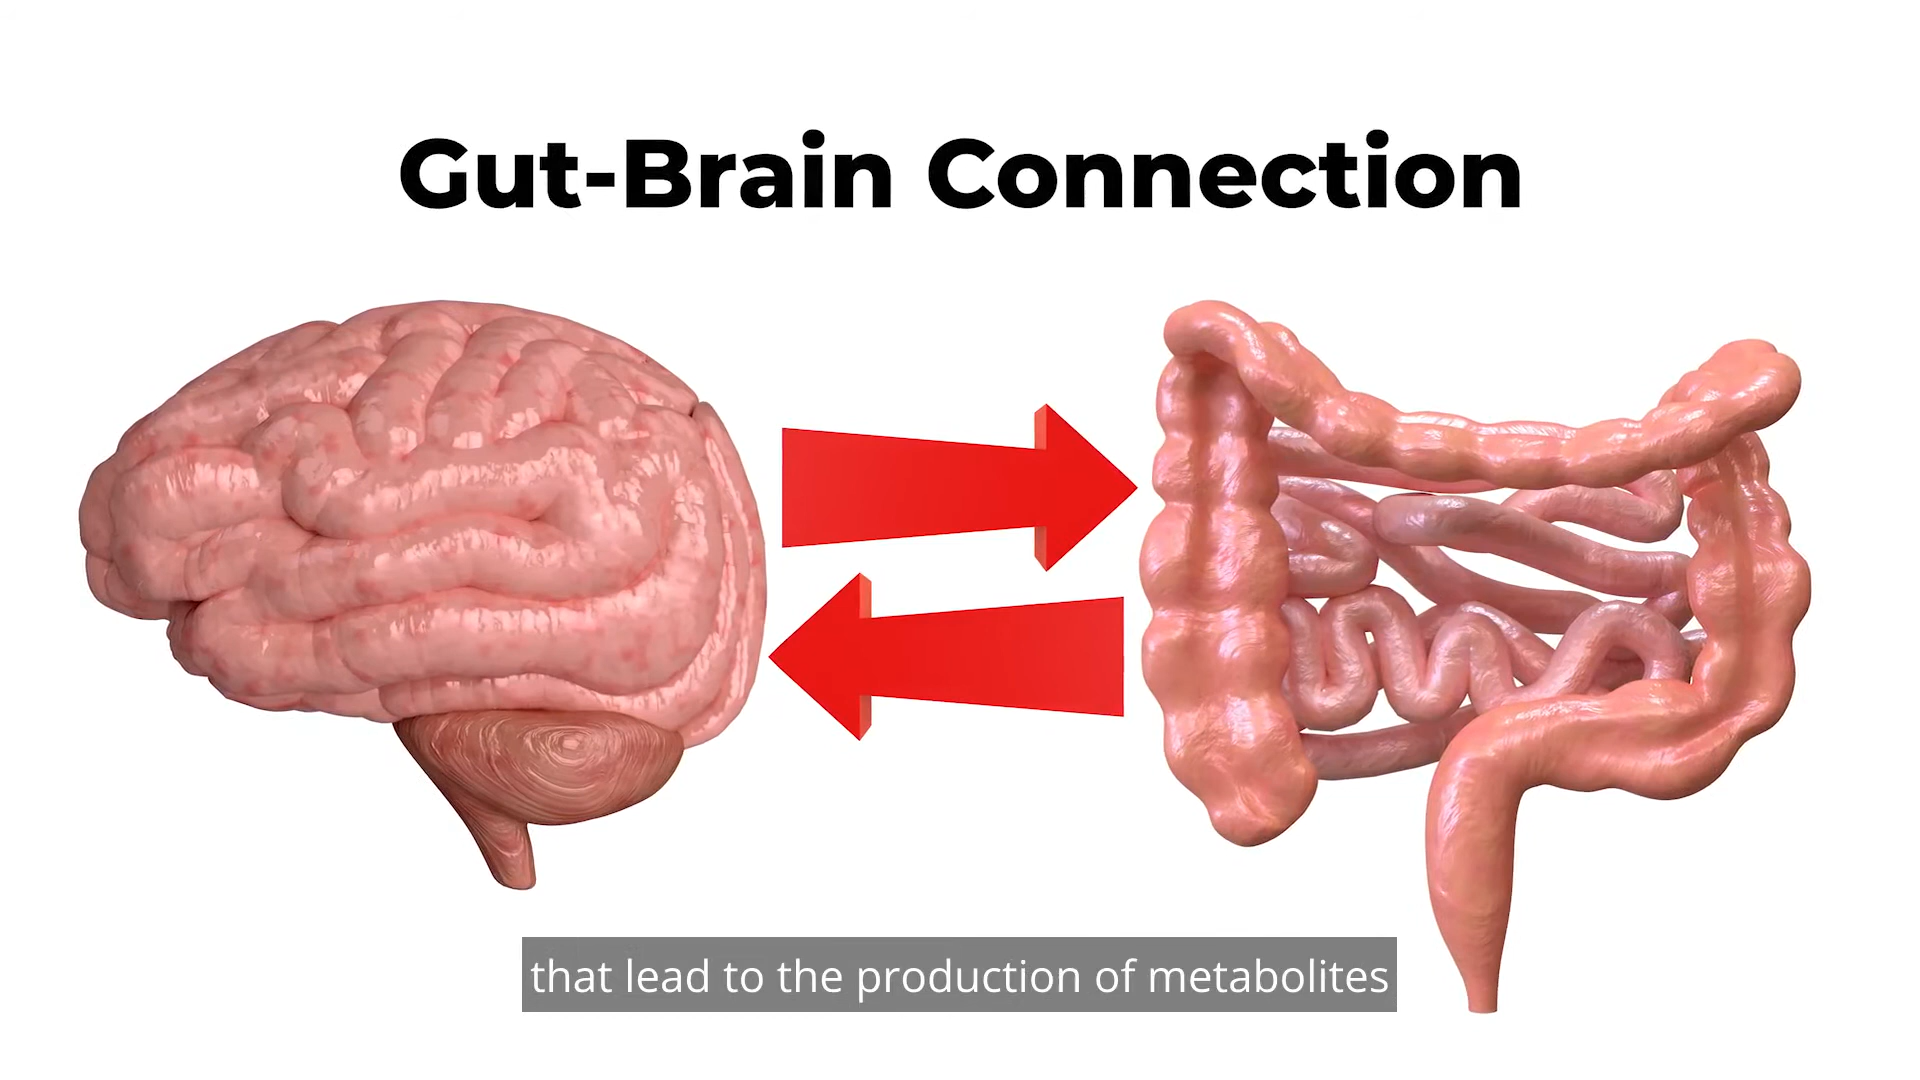 Gut-Brain Connection
that lead to the production of metabolites